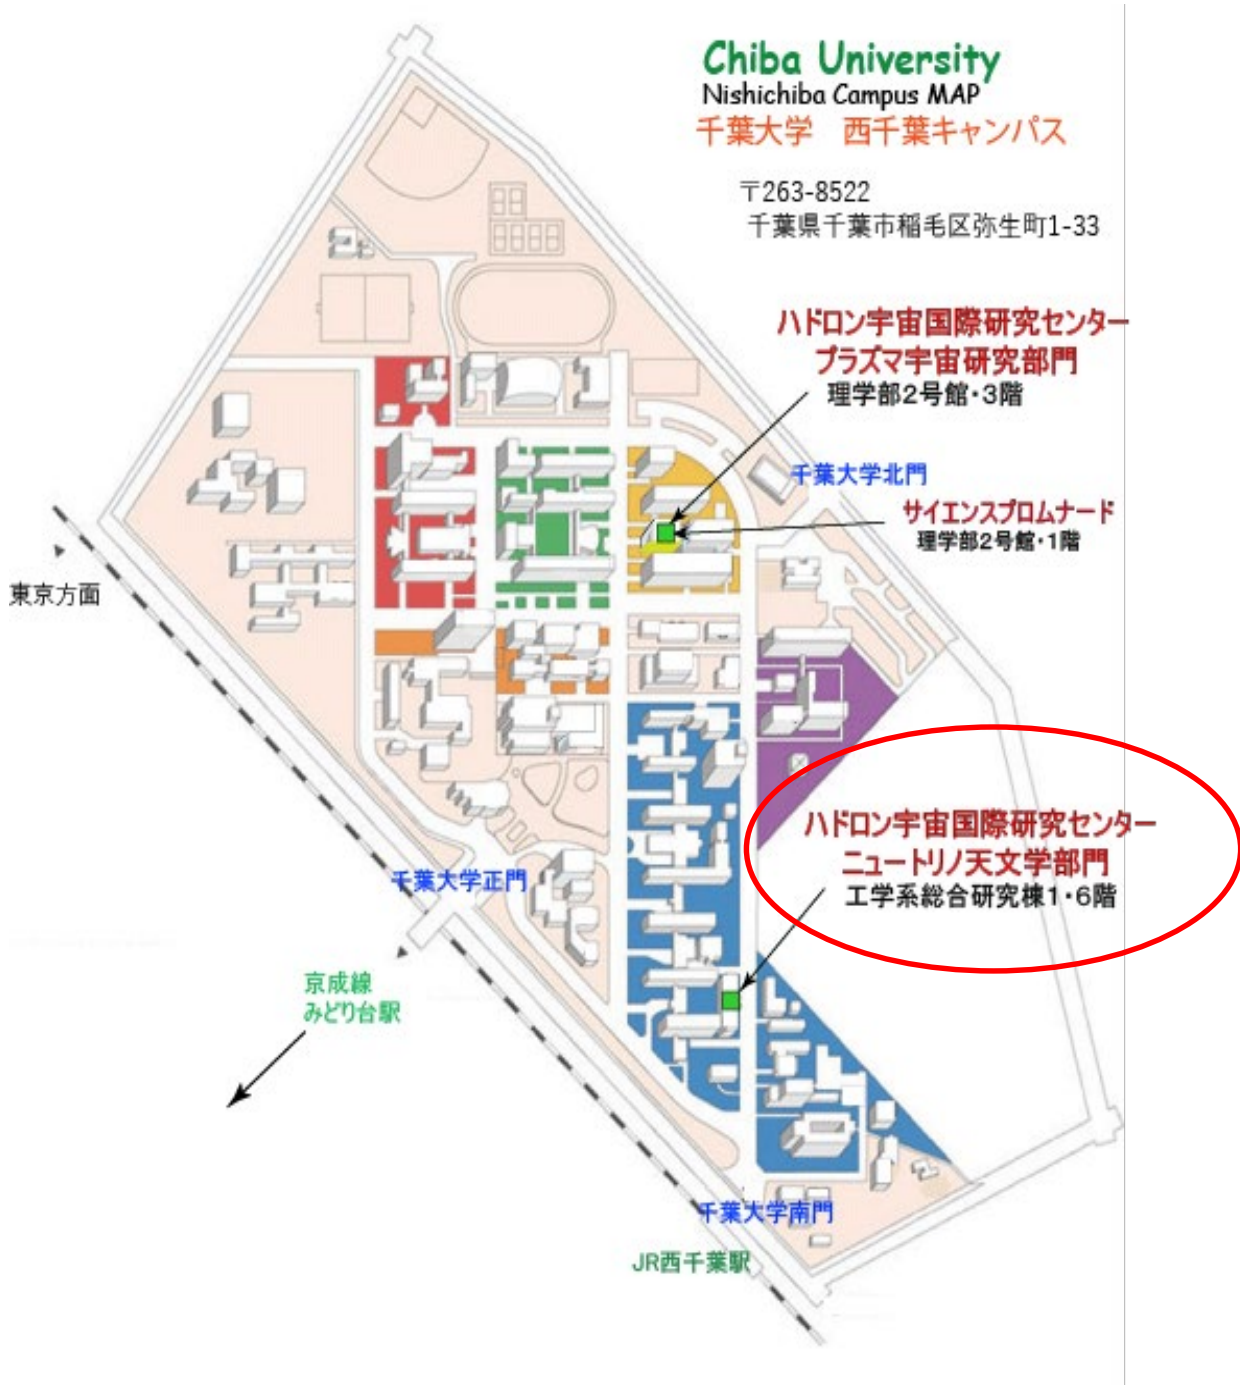 Chiba University
Nishichiba Campus MAP
千葉大学　西千葉キャンパス
〒263-8522
千葉県千葉市稲毛区弥生町1-33
ハドロン宇宙国際研究センター
プラズマ宇宙研究部門
理学部2号館・3階
千葉大学北門
サイエンスプロムナード
理学部2号館・1階
東京方面
ハドロン宇宙国際研究センター
ニュートリノ天文学部門
工学系総合研究棟1・6階
千葉大学正門
京成線
みどり台駅
千葉大学南門
JR西千葉駅